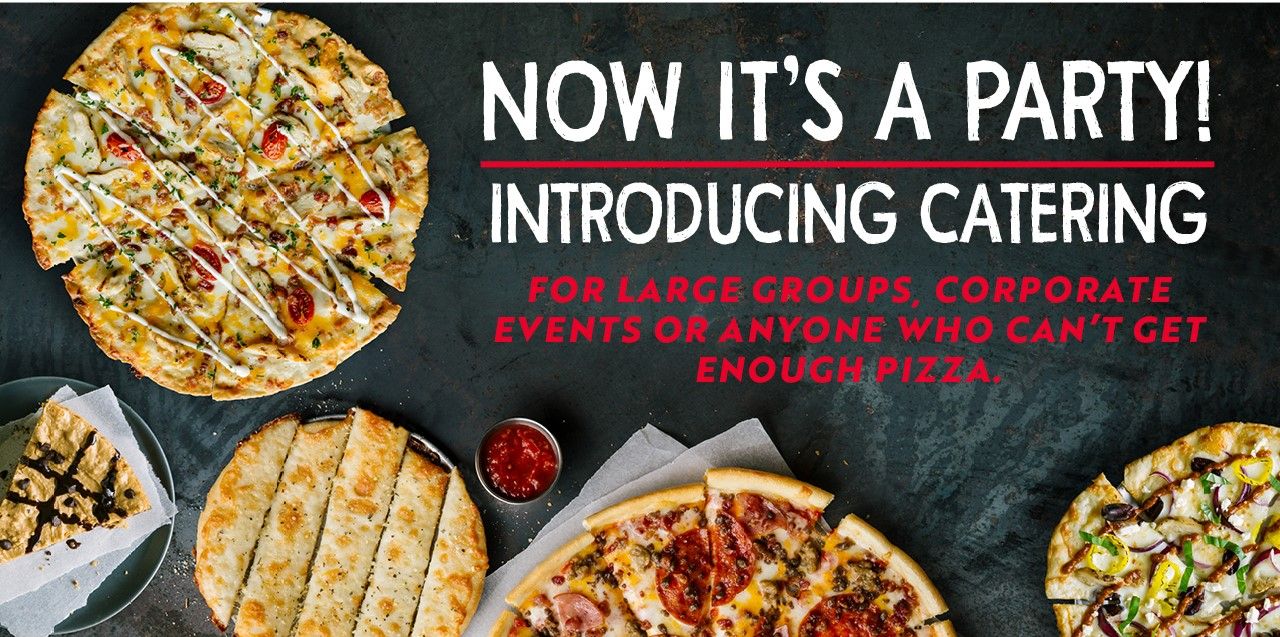 NOW IT'S A PARTY!
INTRODUCING CATERING
FOR LARGE GROUPS, CORPORATE
EVENTS OR ANYONE WHO CAN'T GET
ENOUGH PIZZA.